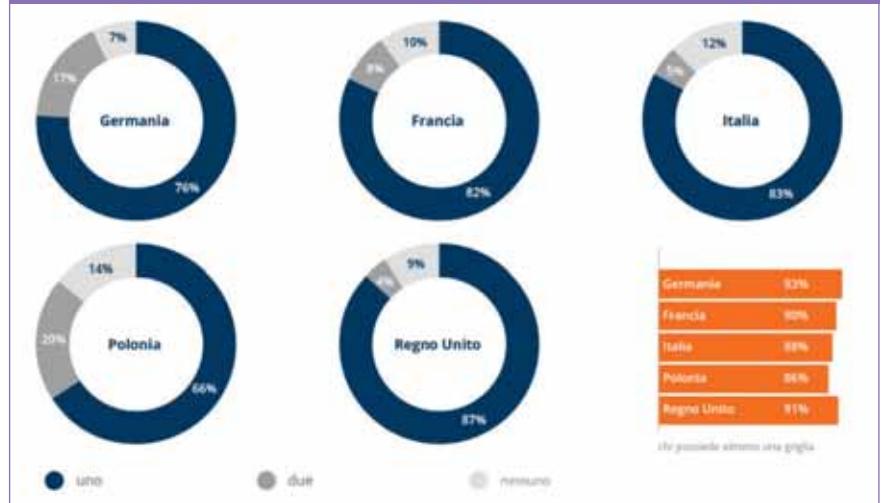 7%
17%
Germania
76%
10%
8%
Francia
82%
12%
5%
Italia
83%
14%
20%
Polonia
66%
9%
4%
Regno Unito
87%
Germania 93%
Francia 90%
Italia 88%
Polonia 86%
Regno Unito 91%
chi possiede almeno una griglia
uno
due
nessuno